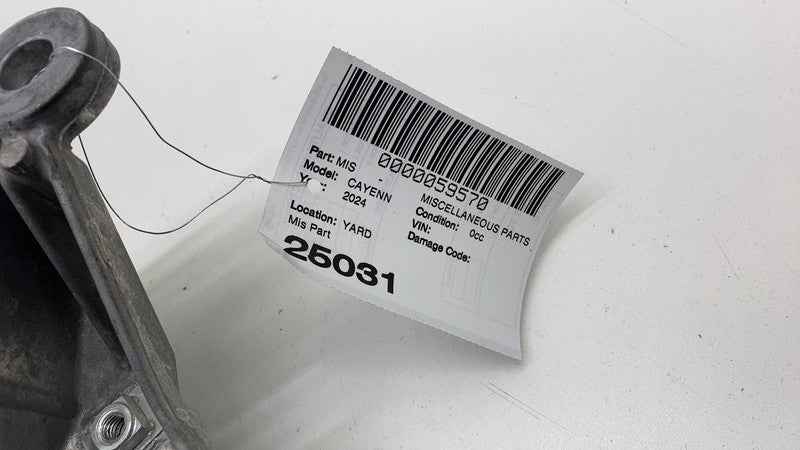 0000059570
Part: MIS - MISCELLANEOUS PARTS
Model: CAYENN Condition: 0cc
2024 VIN:
Damage Code:
Location: YARD
Mis Part
25031